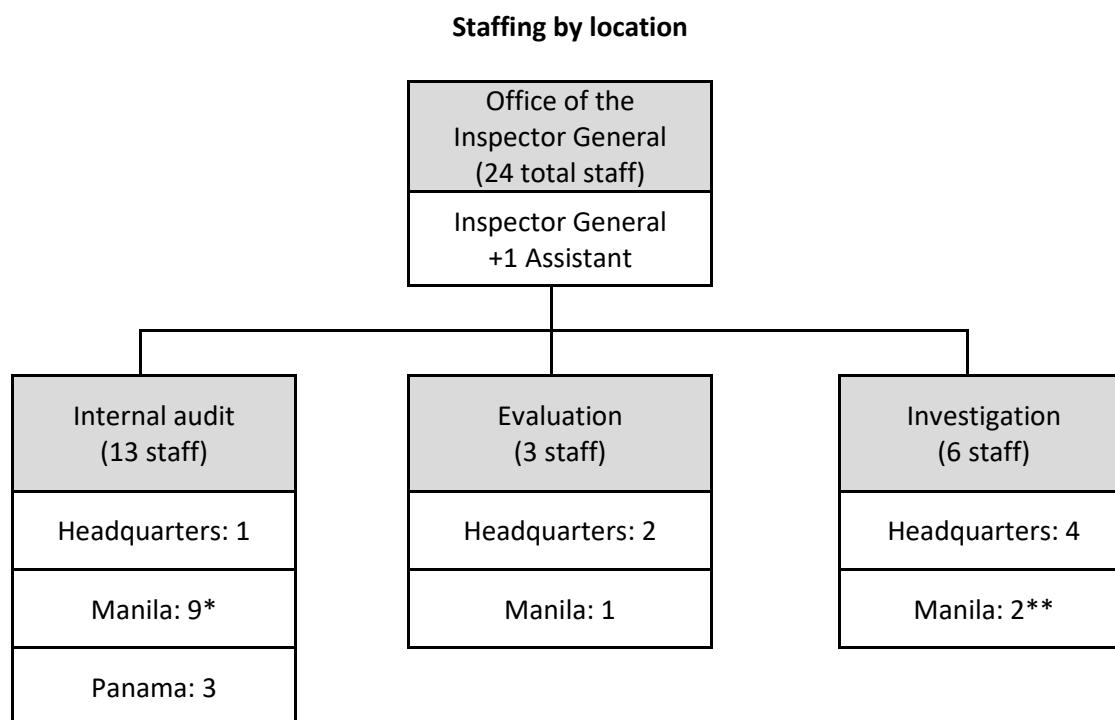 Staffing by location
Office of the
Inspector General
(24 total staff)
Inspector General
+1 Assistant
Internal audit
(13 staff)
Headquarters: 1
Manila: 9*
Panama: 3
Evaluation
(3 staff)
Headquarters: 2
Manila: 1
Investigation
(6 staff)
Headquarters: 4
Manila: 2**